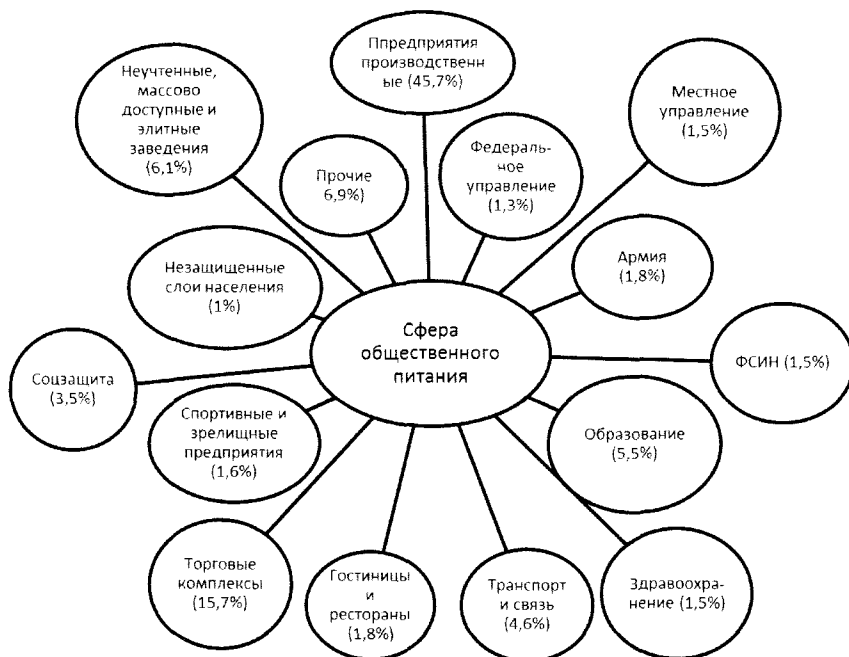 Ппредприятия
производственн
ые (45,7%)
Неучтенные,
массово
доступные и
элитные
заведения
(6,1%)
Местное
управление
(1,5%)
Прочие
6,9%)
Федераль-
ное
управление
(1,3%)
Незащищенные
слои населения
(1%)
Армия
(1,8%)
Сфера
общественного
питания
Соцзащита
(3,5%)
ФСИН (1,5%)
Спортивные и
зрелищные
предприятия
(1,6%)
Образование
(5,5%)
Торговые
комплексы
(15,7%)
Гостиницы
и
рестораны
(1,8%)
Транспорт
и связь
(4,6%)
Здравоохра-
нение (1,5%)